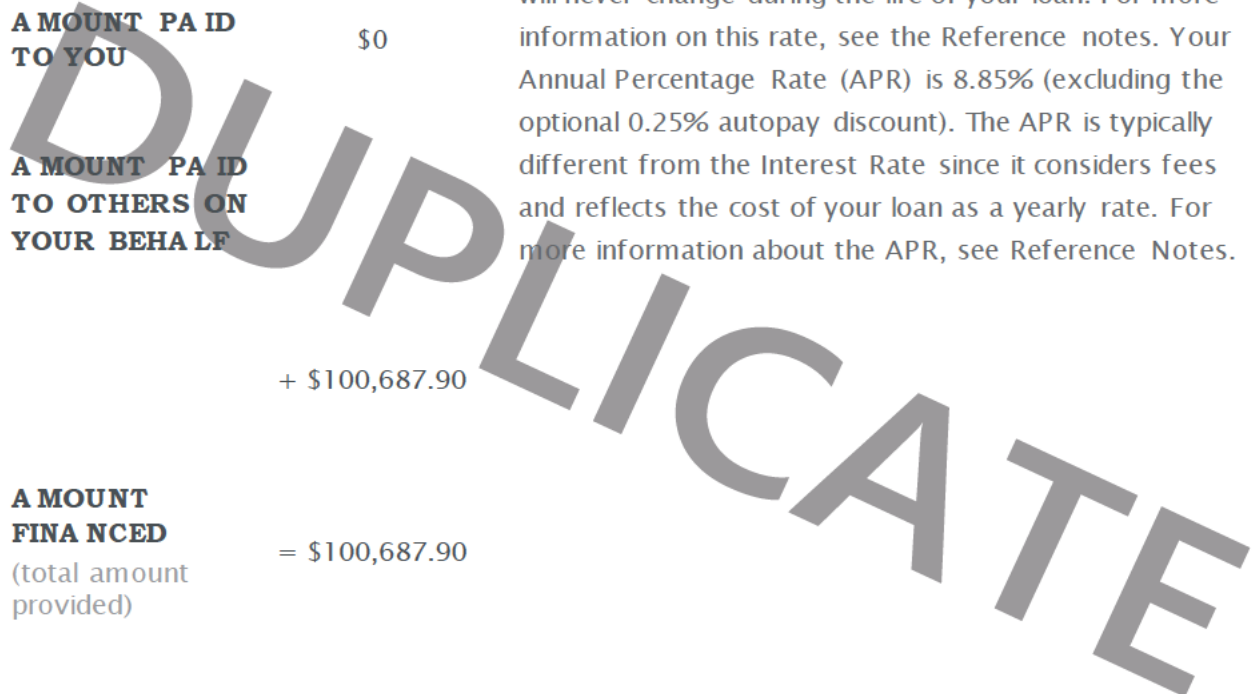 will never change during the life of your loan. For more
AMOUNT PAID
TO YOU
$0
information on this rate, see the Reference notes. Your
Annual Percentage Rate (APR) is 8.85% (excluding the
optional 0.25% autopay discount). The APR is typically
different from the Interest Rate since it considers fees
and reflects the cost of your loan as a yearly rate. For
more information about the APR, see Reference Notes.
AMOUNT PAID
TO OTHERS ON
YOUR BEHALF
+ $100,687.90
AMOUNT
FINANCED
(total amount
provided)
= $100,687.90
DUPLICATE